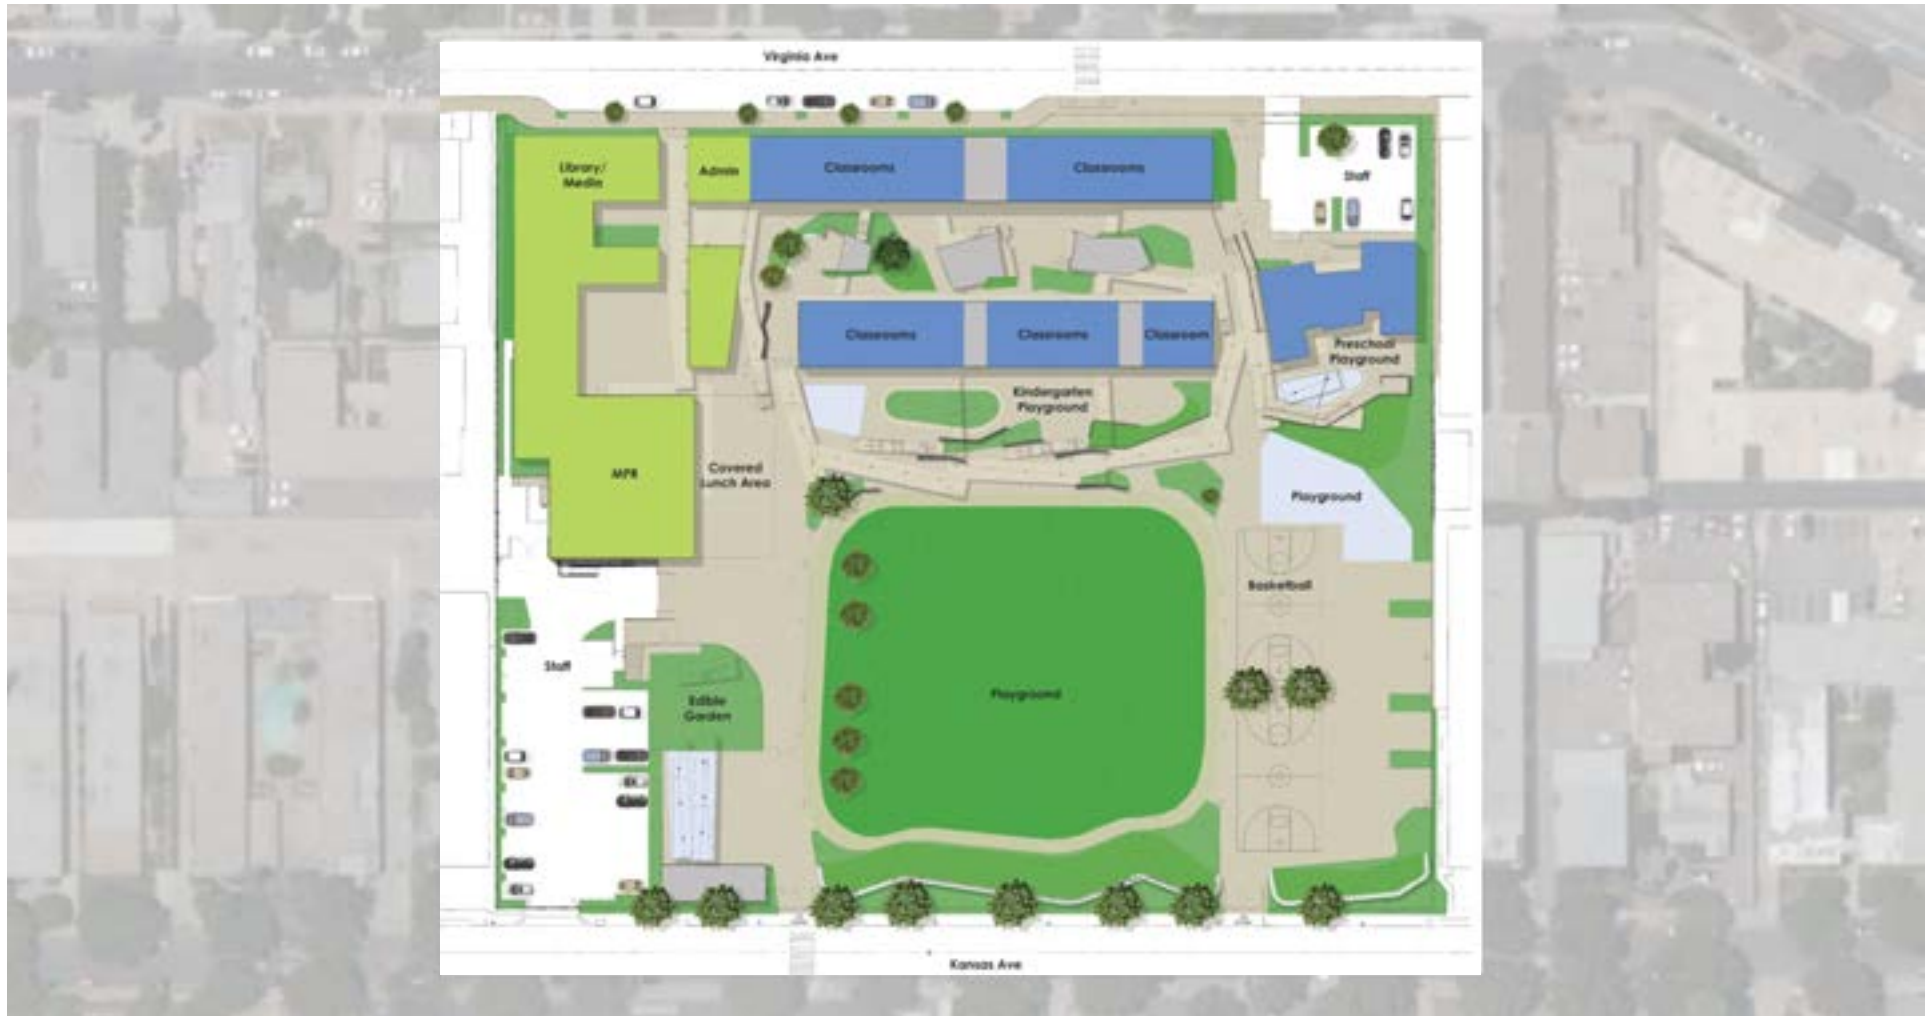 Virginia Ave
Library/
Media
Admin
Classrooms
Classrooms
Staff
Classrooms
Classrooms
Classroom
Preschool
Playground
Kindergarten
Playground
MPR
Covered
Lunch Area
Playground
Basketball
Staff
Edible
Garden
Playground
Kansas Ave